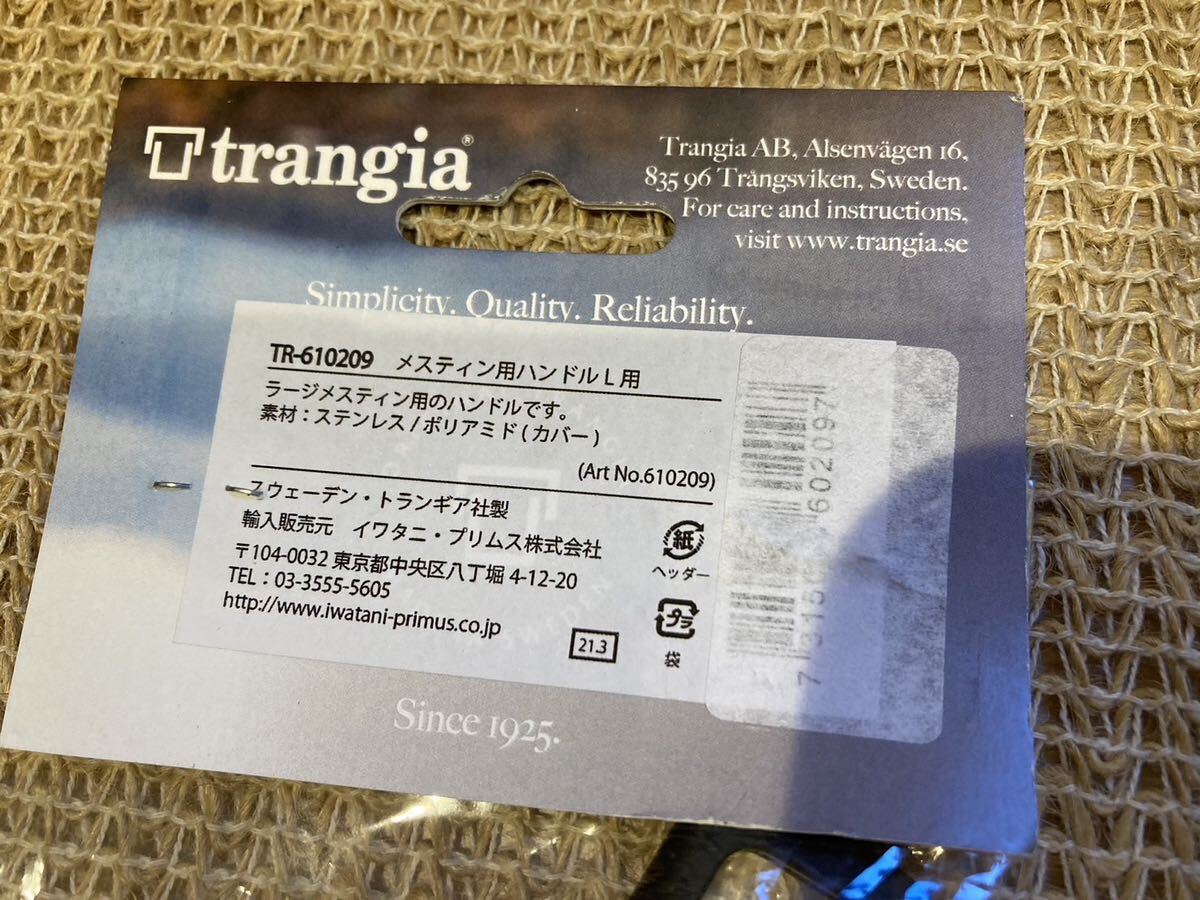 trangia®
Trangia AB, Alsenvägen 16,
835 96 Trångsviken, Sweden.
For care and instructions,
visit www.trangia.se
Simplicity. Quality. Reliability.
TR-610209 メスティン用ハンドル L 用
ラージメスティン用のハンドルです。
素材:ステンレス/ポリアミド(カバー)
(Art No.610209)
スウェーデン・トランギア社製
輸入販売元 イワタニ・プリムス株式会社
〒104-0032 東京都中央区八丁堀 4-12-20
TEL:03-3555-5605
http://www.iwatani-primus.co.jp
紙
ヘッダー
プラ
袋
21.3
602097
Since 1925.